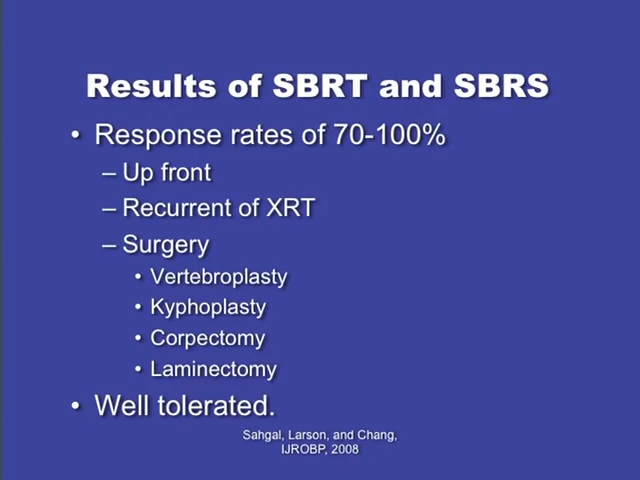 Results of SBRT and SBRS
• Response rates of 70-100%
– Up front
– Recurrent of XRT
– Surgery
• Vertebroplasty
• Kyphoplasty
• Corpectomy
• Laminectomy
• Well tolerated.
Sahgal, Larson, and Chang,
IJROBP, 2008